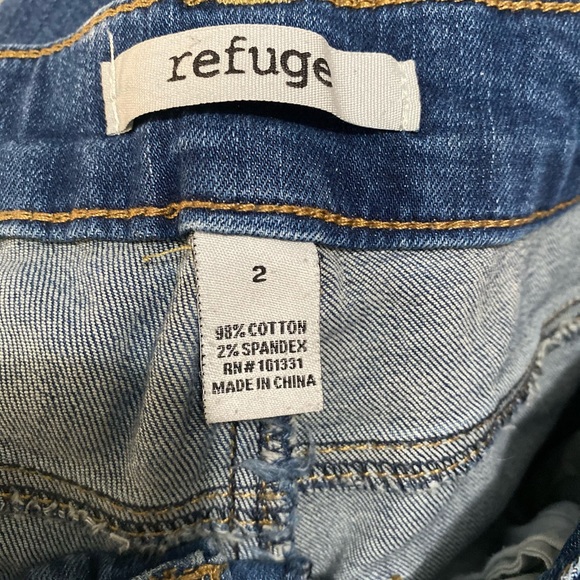 refuge
2
98% COTTON
2% SPANDEX
RN# 101331
MADE IN CHINA